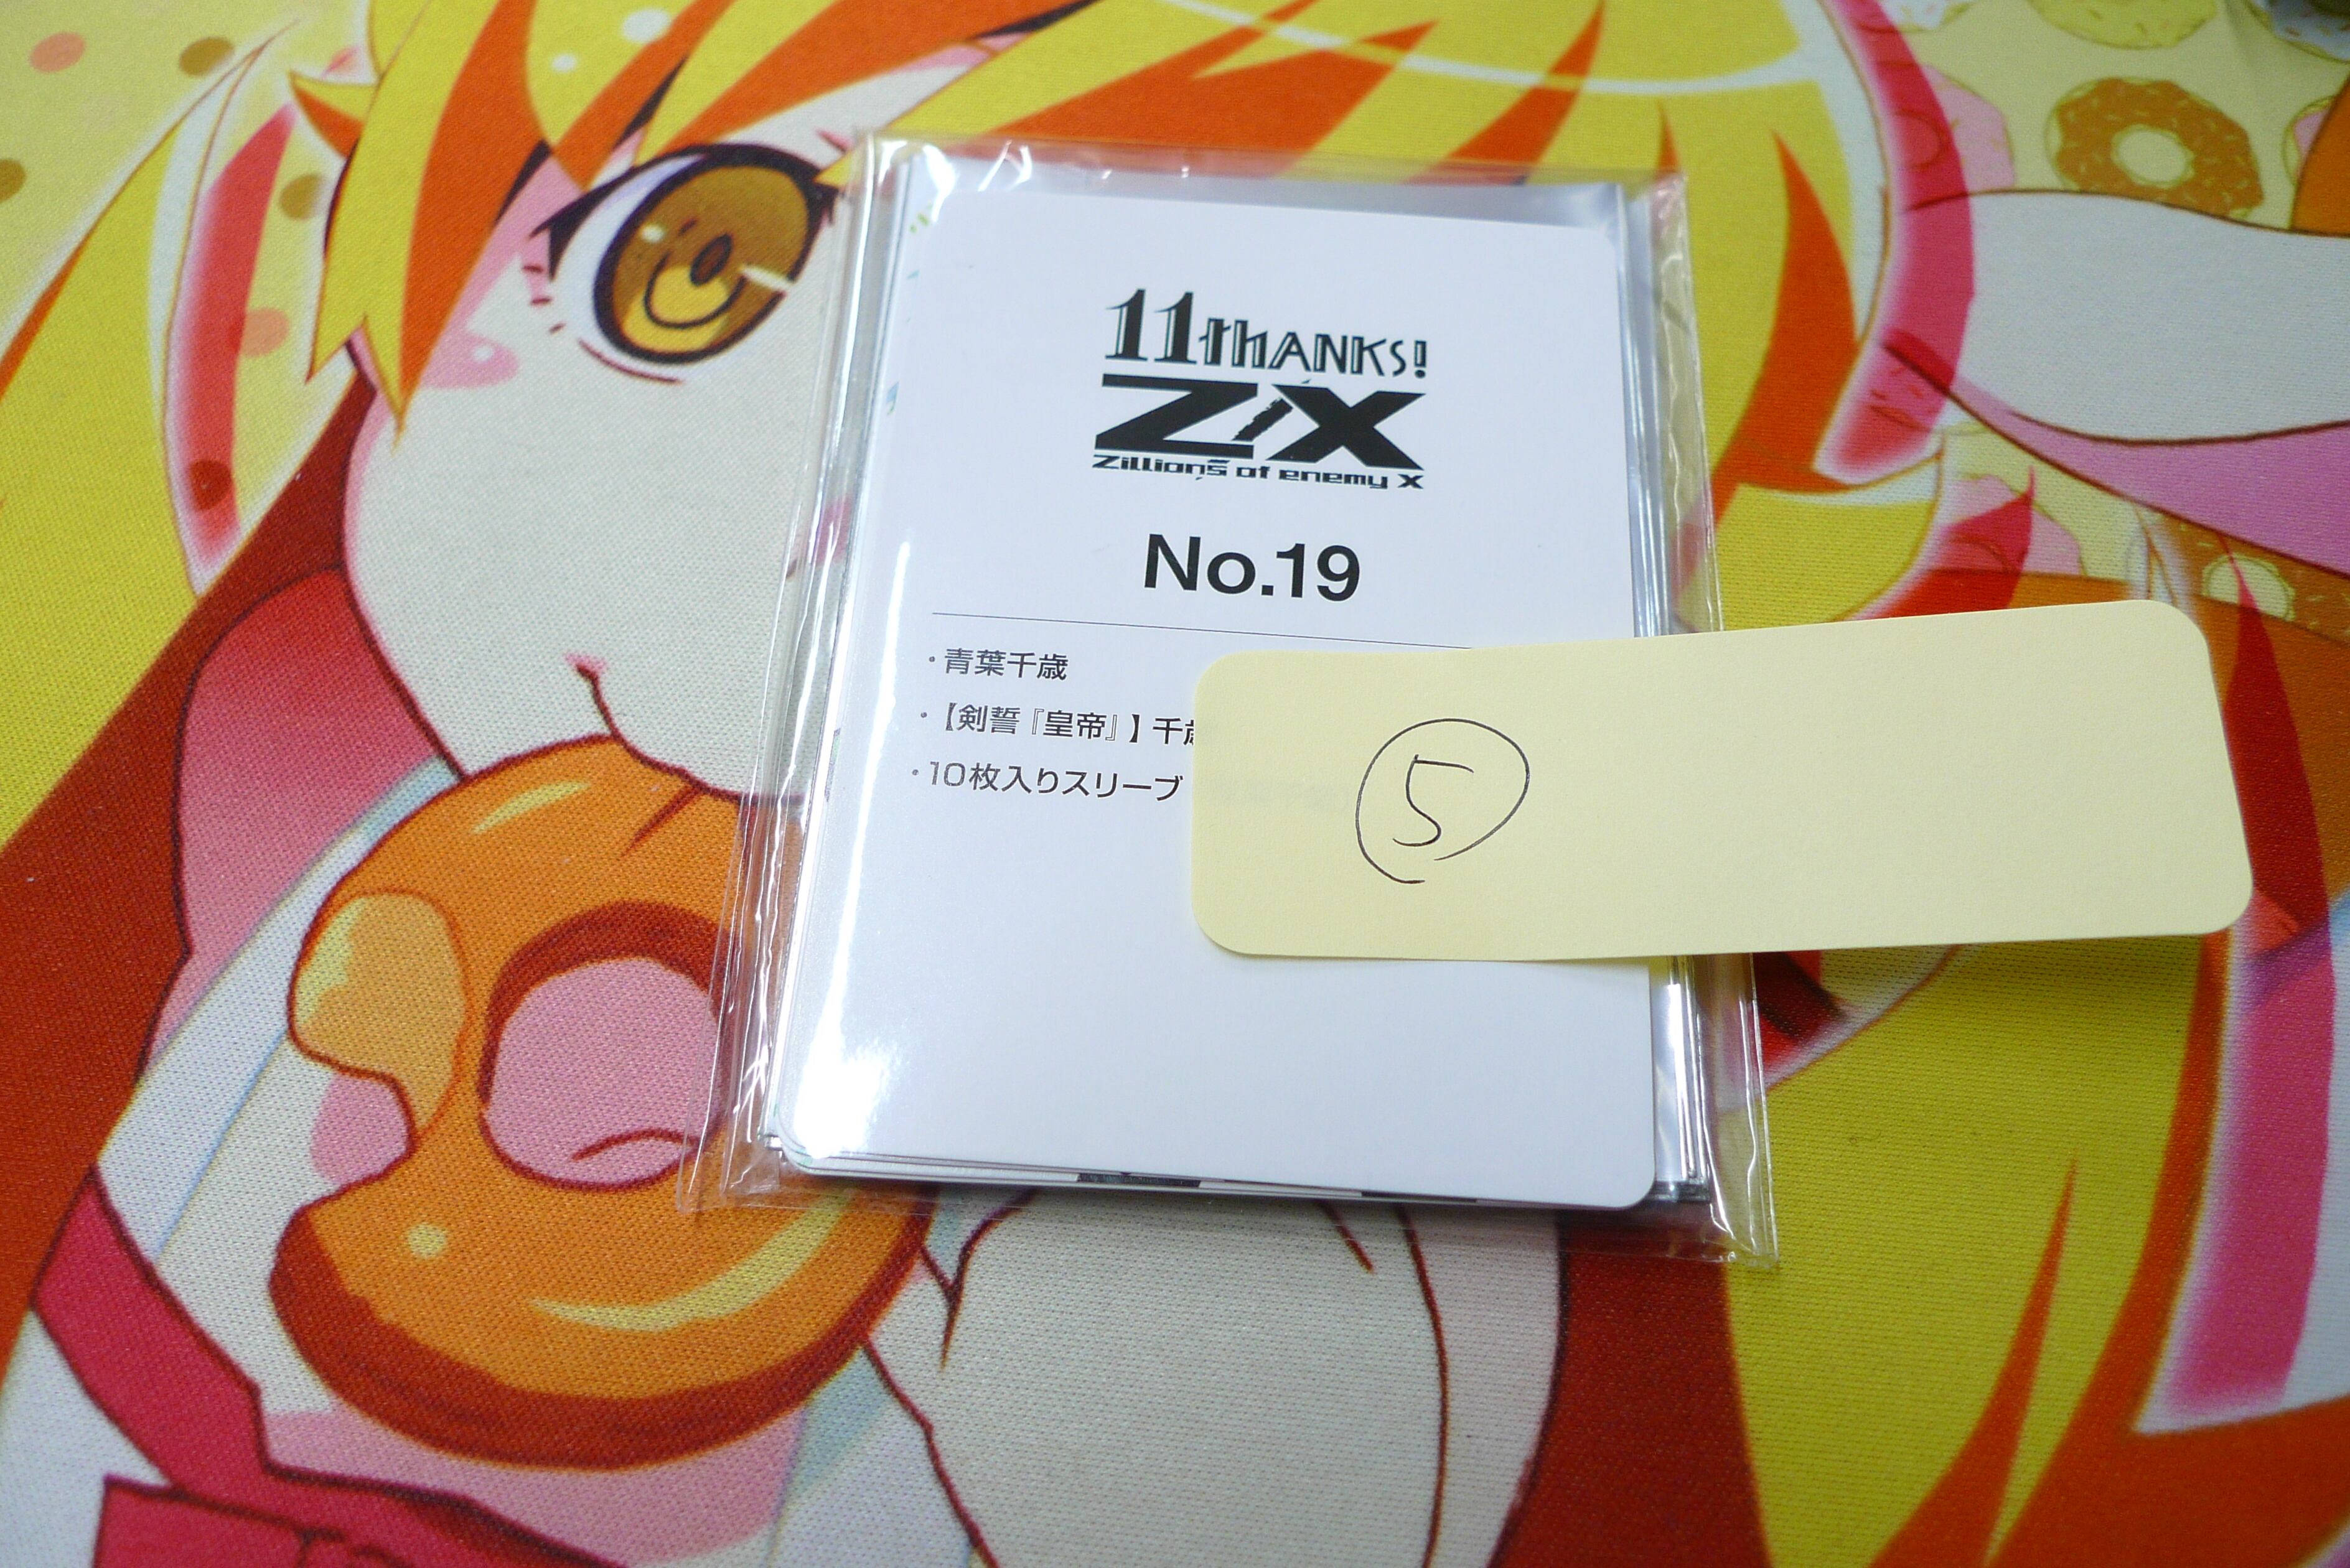 11thANKS!
Z/X
Zillions of enemy X
No.19
・青葉千歳
・【剣誓『皇帝』】千歳
・10枚入りスリーブ
⑤